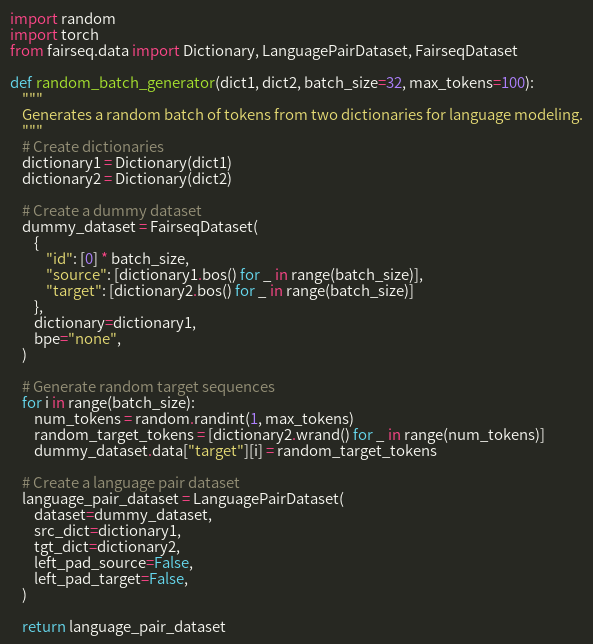 import random
import torch
from fairseq.data import Dictionary, LanguagePairDataset, FairseqDataset

def random_batch_generator(dict1, dict2, batch_size=32, max_tokens=100):
    """
    Generates a random batch of tokens from two dictionaries for language modeling.
    """
    # Create dictionaries
    dictionary1 = Dictionary(dict1)
    dictionary2 = Dictionary(dict2)

    # Create a dummy dataset
    dummy_dataset = FairseqDataset(
        {
            "id": [0] * batch_size,
            "source": [dictionary1.bos() for _ in range(batch_size)],
            "target": [dictionary2.bos() for _ in range(batch_size)]
        },
        dictionary=dictionary1,
        bpe="none",
    )

    # Generate random target sequences
    for i in range(batch_size):
        num_tokens = random.randint(1, max_tokens)
        random_target_tokens = [dictionary2.wrand() for _ in range(num_tokens)]
        dummy_dataset.data["target"][i] = random_target_tokens

    # Create a language pair dataset
    language_pair_dataset = LanguagePairDataset(
        dataset=dummy_dataset,
        src_dict=dictionary1,
        tgt_dict=dictionary2,
        left_pad_source=False,
        left_pad_target=False,
    )

    return language_pair_dataset